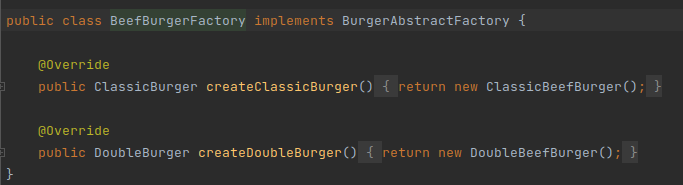 public class BeefBurgerFactory implements BurgerAbstractFactory {
@Override
public ClassicBurger createClassicBurger() { return new ClassicBeefBurger(); }
@Override
public DoubleBurger createDoubleBurger() { return new DoubleBeefBurger(); }
}